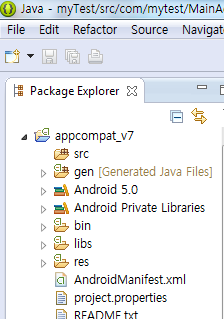 Java - myTest/src/com/mytest/MainA
File Edit Refactor Source Navigate
Package Explorer
appcompat_v7
src
gen [Generated Java Files]
Android 5.0
Android Private Libraries
bin
libs
res
AndroidManifest.xml
project.properties
README.txt